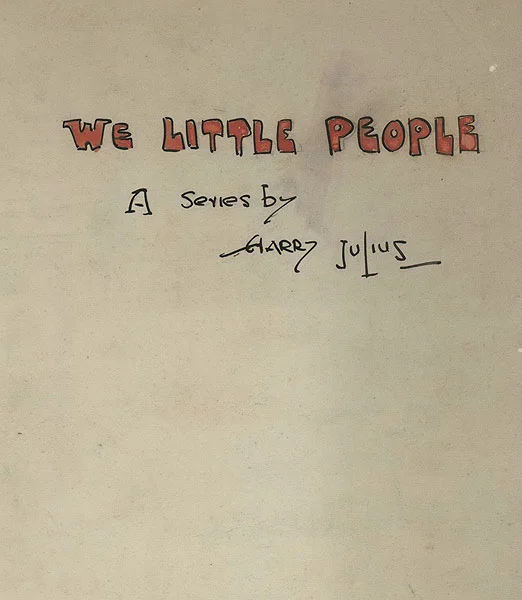 WE LITTLE PEOPLE
A Series by
HARRY JULIUS